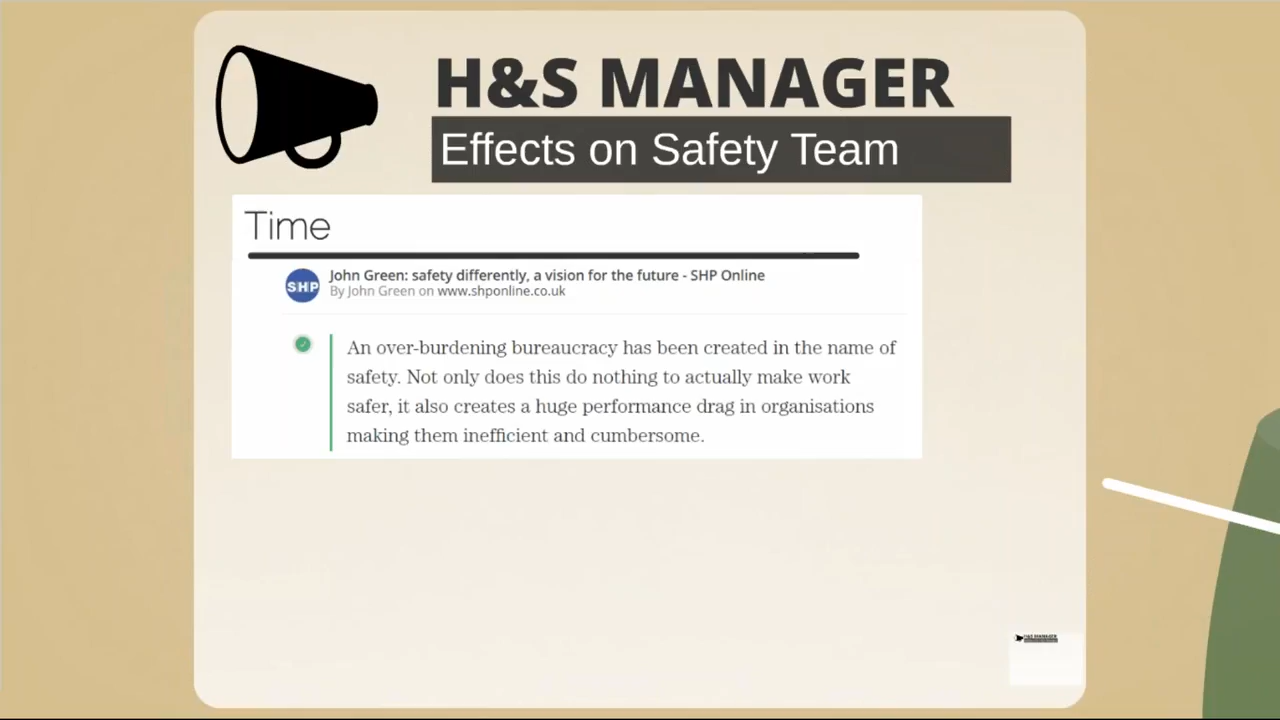 H&S MANAGER
Effects on Safety Team
Time
SHP
John Green: safety differently, a vision for the future - SHP Online
By John Green on www.shponline.co.uk
An over-burdening bureaucracy has been created in the name of
safety. Not only does this do nothing to actually make work
safer, it also creates a huge performance drag in organisations
making them inefficient and cumbersome.
H&S MANAGER